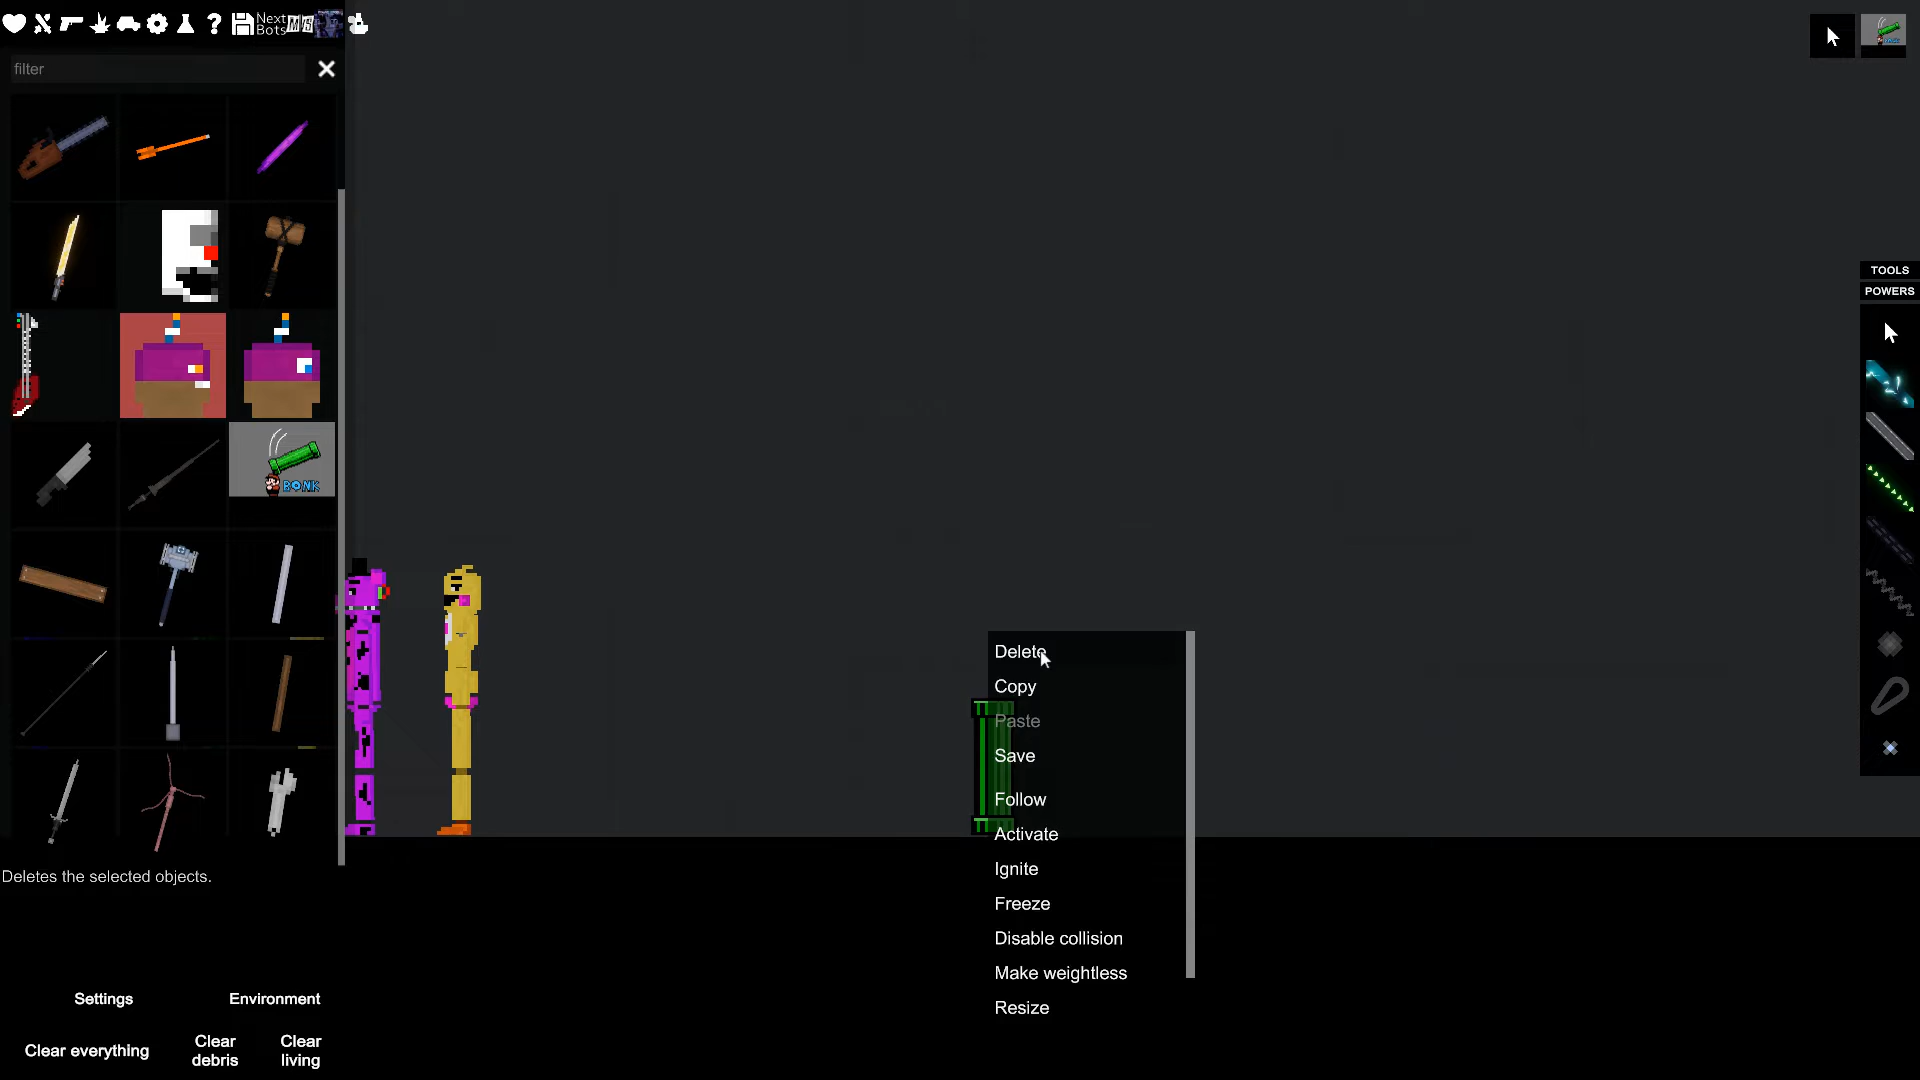 Next
Bots
filter
BONK
TOOLS
POWERS
Delete
Copy
Paste
Save
Follow
Activate
Ignite
Freeze
Disable collision
Make weightless
Resize
Deletes the selected objects.
Settings
Environment
Clear everything
Clear
debris
Clear
living